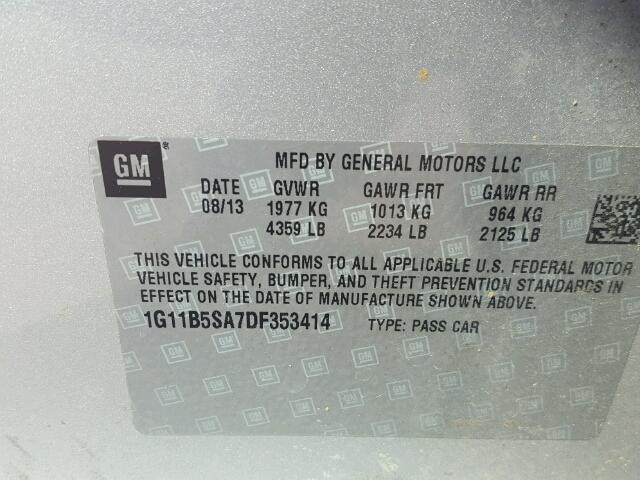 GM ® MFD BY GENERAL MOTORS LLC
DATE GVWR GAWR FRT GAWR RR
08/13 1977 KG 1013 KG 964 KG
4359 LB 2234 LB 2125 LB
THIS VEHICLE CONFORMS TO ALL APPLICABLE U.S. FEDERAL MOTOR
VEHICLE SAFETY, BUMPER, AND THEFT PREVENTION STANDARDS IN
EFFECT ON THE DATE OF MANUFACTURE SHOWN ABOVE.
1G11B5SA7DF353414 TYPE: PASS CAR